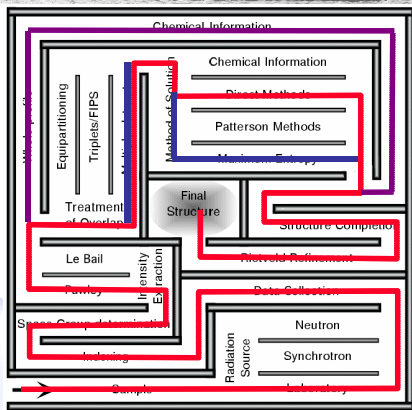 Chemical Information
Chemical Information
Direct Methods
Patterson Methods
Maximum Entropy
Method of Solution
Equipartitioning
Triplets/FIPS
Treatment
of Overlap
Final
Structure
Structure Completion
Rietveld Refinement
Le Bail
Pawley
Intensity
Extraction
Space Group determination
Indexing
Data Collection
Radiation
Source
Neutron
Synchrotron
Laboratory
Sample